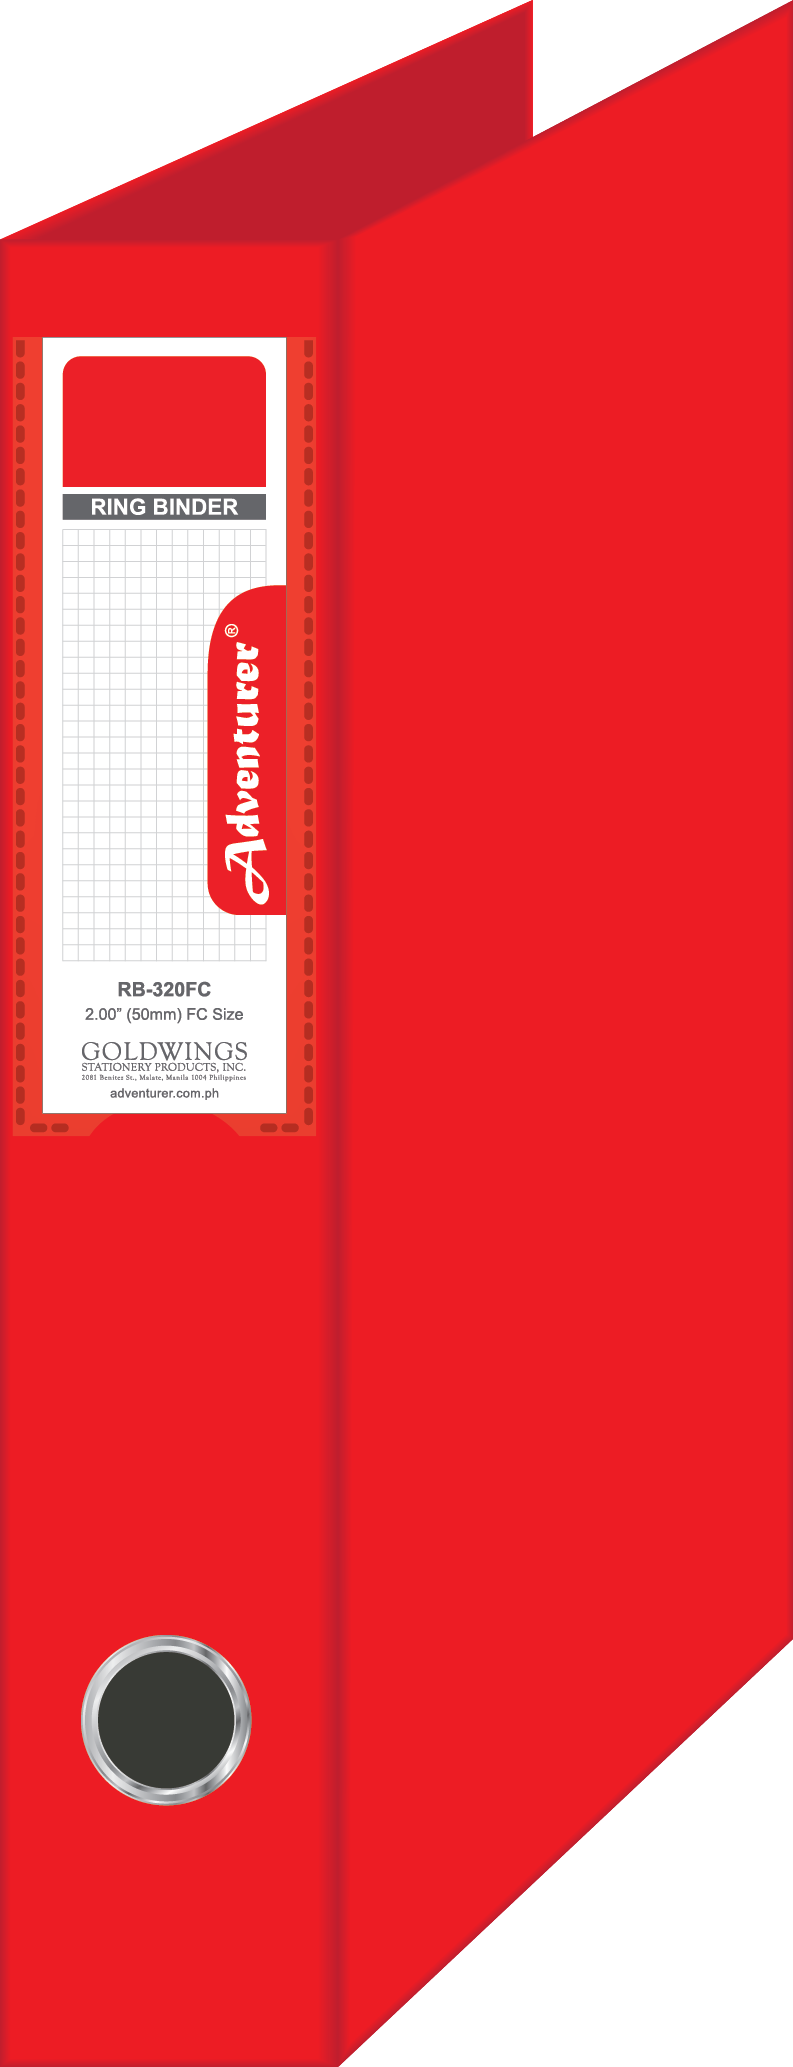 RING BINDER
Adventurer®
RB-320FC
2.00” (50mm) FC Size
GOLDWINGS
STATIONERY PRODUCTS, INC.
2081 Benitez St., Malate, Manila 1004 Philippines
adventurer.com.ph